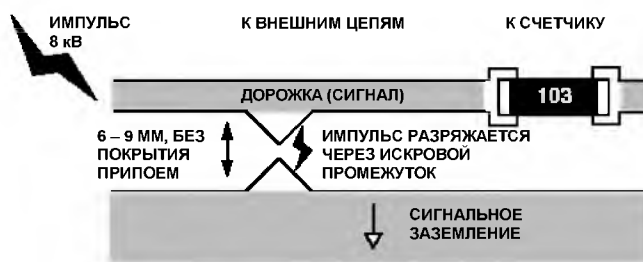 ИМПУЛЬС
8 кВ
К ВНЕШНИМ ЦЕПЯМ
К СЧЕТЧИКУ
ДОРОЖКА (СИГНАЛ)
103
6 – 9 ММ, БЕЗ
ПОКРЫТИЯ
ПРИПОЕМ
ИМПУЛЬС РАЗРЯЖАЕТСЯ
ЧЕРЕЗ ИСКРОВОЙ
ПРОМЕЖУТОК
СИГНАЛЬНОЕ
ЗАЗЕМЛЕНИЕ